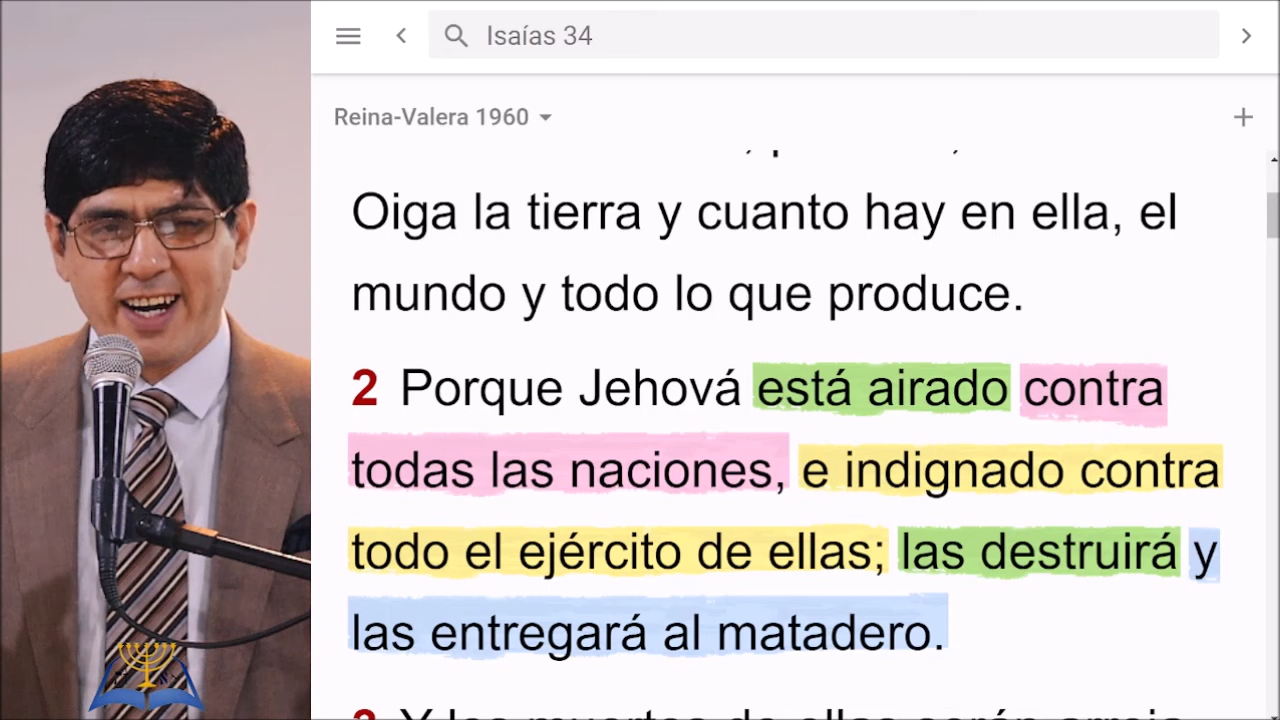 Isaías 34
Reina-Valera 1960
Oiga la tierra y cuanto hay en ella, el
mundo y todo lo que produce.
2 Porque Jehová está airado contra
todas las naciones, e indignado contra
todo el ejército de ellas; las destruirá y
las entregará al matadero.